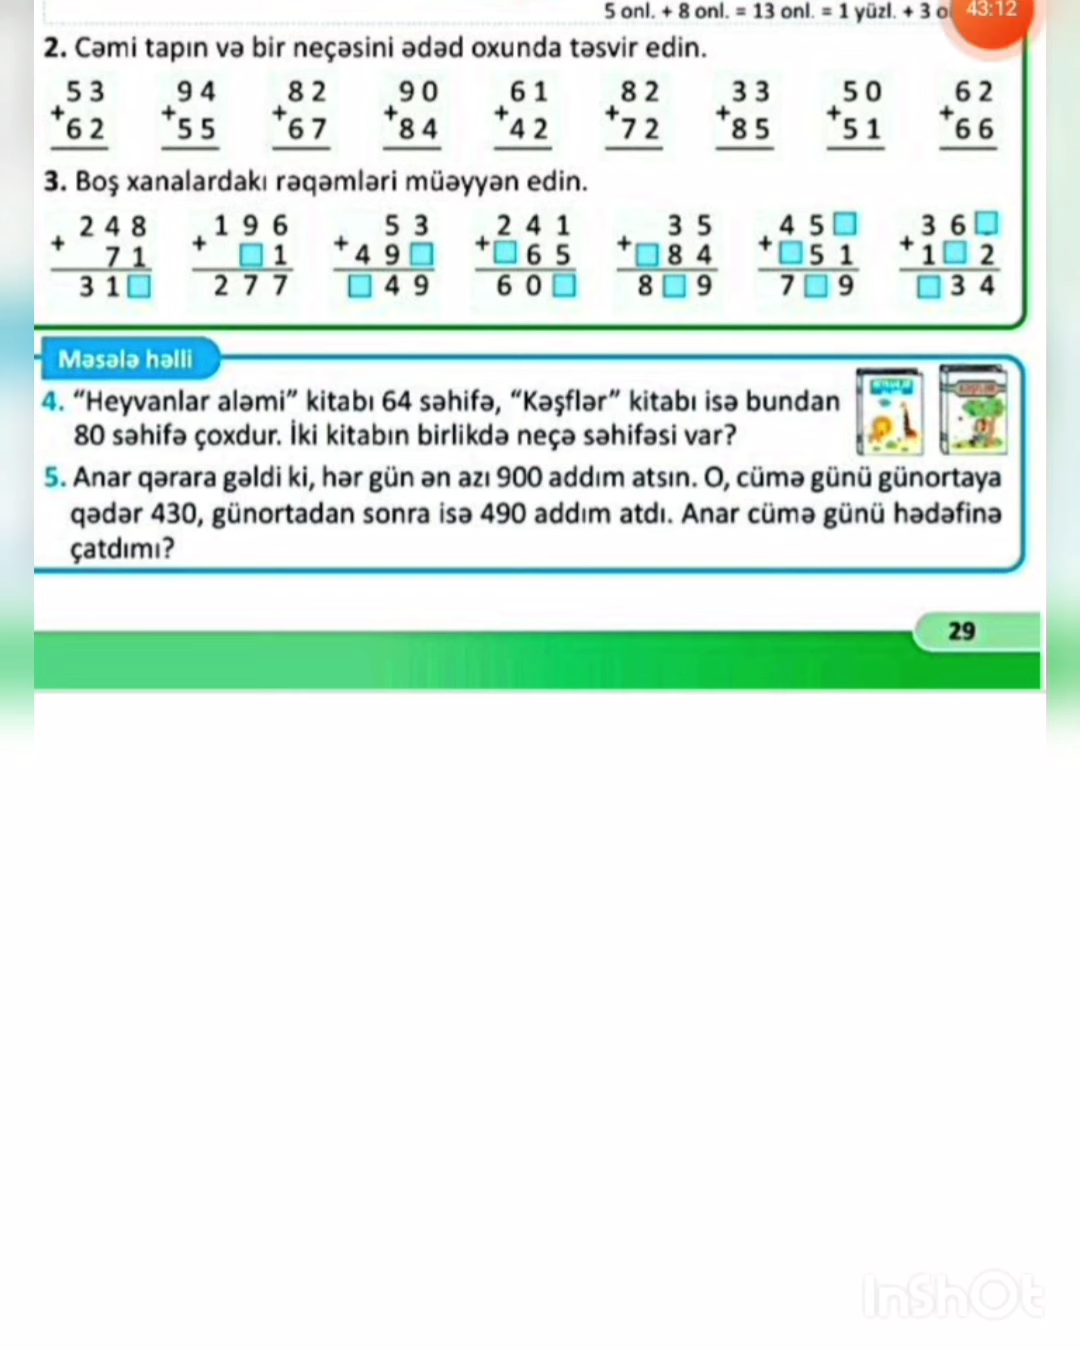 5 onl. + 8 onl. = 13 onl. = 1 yüzl. + 3 o
43:12
2. Cəmi tapın və bir neçəsini ədəd oxunda təsvir edin.
53 94 82 90 61 82 33 50 62
+ + + + + + + + +
62 55 67 84 42 72 85 51 66
3. Boş xanalardakı rəqəmləri müəyyən edin.
248 196 53 241 35 45□ 36□
+ 71 + □1 + 49□ + □65 + □84 + □51 + 1□2
31□ 277 □49 60□ 8□9 7□9 □34
Məsələ həlli
4. “Heyvanlar aləmi” kitabı 64 səhifə, “Kəşflər” kitabı isə bundan
80 səhifə çoxdur. İki kitabın birlikdə neçə səhifəsi var?
5. Anar qərara gəldi ki, hər gün ən azı 900 addım atsın. O, cümə günü günortaya
qədər 430, günortadan sonra isə 490 addım atdı. Anar cümə günü hədəfinə
çatdımı?
29
InShOt